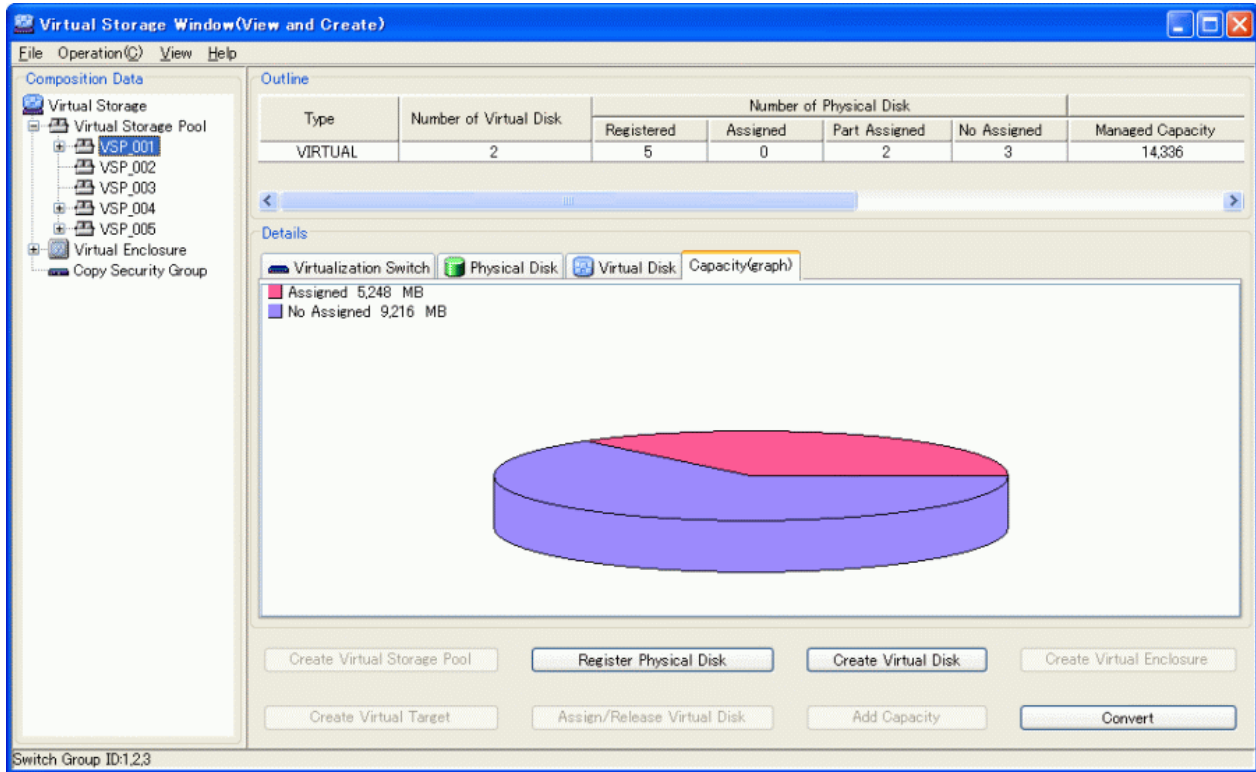 Virtual Storage Window(View and Create)
File Operation(C) View Help
Composition Data
Virtual Storage
Virtual Storage Pool
VSP_001
VSP_002
VSP_003
VSP_004
VSP_005
Virtual Enclosure
Copy Security Group
Outline
Type Number of Virtual Disk Number of Physical Disk
Registered Assigned Part Assigned No Assigned Managed Capacity
VIRTUAL 2 5 0 2 3 14,336
Details
Virtualization Switch Physical Disk Virtual Disk Capacity(graph)
Assigned 5,248 MB
No Assigned 9,216 MB
Create Virtual Storage Pool Register Physical Disk Create Virtual Disk Create Virtual Enclosure
Create Virtual Target Assign/Release Virtual Disk Add Capacity Convert
Switch Group ID:1,2,3